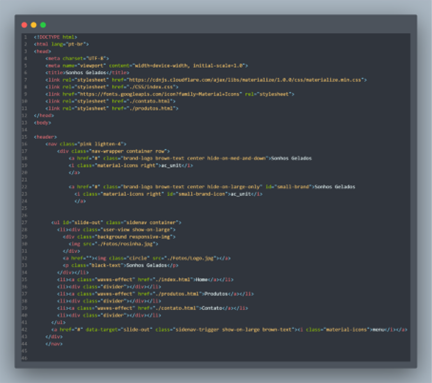 <!DOCTYPE html>
<html lang="pt-br">
<head>
<meta charset="UTF-8">
<meta name="viewport" content="width=device-width, initial-scale=1.0">
<title>Sonhos Gelados</title>
<link rel="stylesheet" href="https://cdnjs.cloudflare.com/ajax/libs/materialize/1.0.0/css/materialize.min.css">
<link rel="stylesheet" href="./CSS/index.css">
<link href="https://fonts.googleapis.com/icon?family=Material+Icons" rel="stylesheet">
<link rel="stylesheet" href="./contato.html">
<link rel="stylesheet" href="./produtos.html">
</head>
<body>
<header>
<nav class="pink lighten-4">
<div class="nav-wrapper container row">
<a href="#" class="brand-logo brown-text center hide-on-med-and-down">Sonhos Gelados
<i class="material-icons right">ac_unit</i>
</a>
<a href="#" class="brand-logo brown-text center hide-on-large-only" id="small-brand">Sonhos Gelados
<i class="material-icons right" id="small-brand-icon">ac_unit</i>
</a>
<ul id="slide-out" class="sidenav container">
<li><div class="user-view show-on-large">
<div class="background responsive-img">
<img src="./fotos/rosinha.jpg">
</div>
<a href=""><img class="circle" src="./fotos/Logo.jpg"></a>
<p class="black-text">Sonhos Gelados</p>
</div></li>
<li><a class="waves-effect" href="./index.html">Home</a></li>
<li><div class="divider"></div></li>
<li><a class="waves-effect" href="./produtos.html">Produtos</a></li>
<li><div class="divider"></div></li>
<li><a class="waves-effect" href="./contato.html">Contato</a></li>
<li><div class="divider"></div></li>
</ul>
<a href="#" data-target="slide-out" class="sidenav-trigger show-on-large brown-text"><i class="material-icons">menu</i></a>
</div>
</nav>